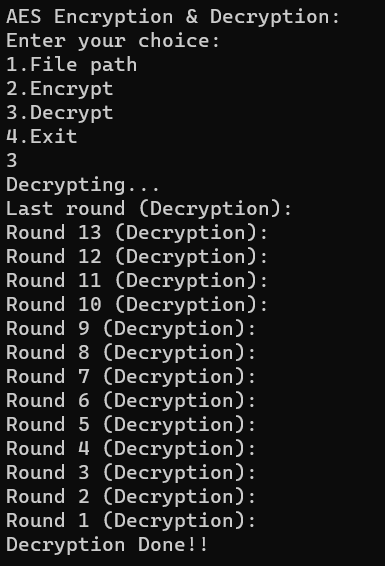 AES Encryption & Decryption:
Enter your choice:
1.File path
2.Encrypt
3.Decrypt
4.Exit
3
Decrypting...
Last round (Decryption):
Round 13 (Decryption):
Round 12 (Decryption):
Round 11 (Decryption):
Round 10 (Decryption):
Round 9 (Decryption):
Round 8 (Decryption):
Round 7 (Decryption):
Round 6 (Decryption):
Round 5 (Decryption):
Round 4 (Decryption):
Round 3 (Decryption):
Round 2 (Decryption):
Round 1 (Decryption):
Decryption Done!!